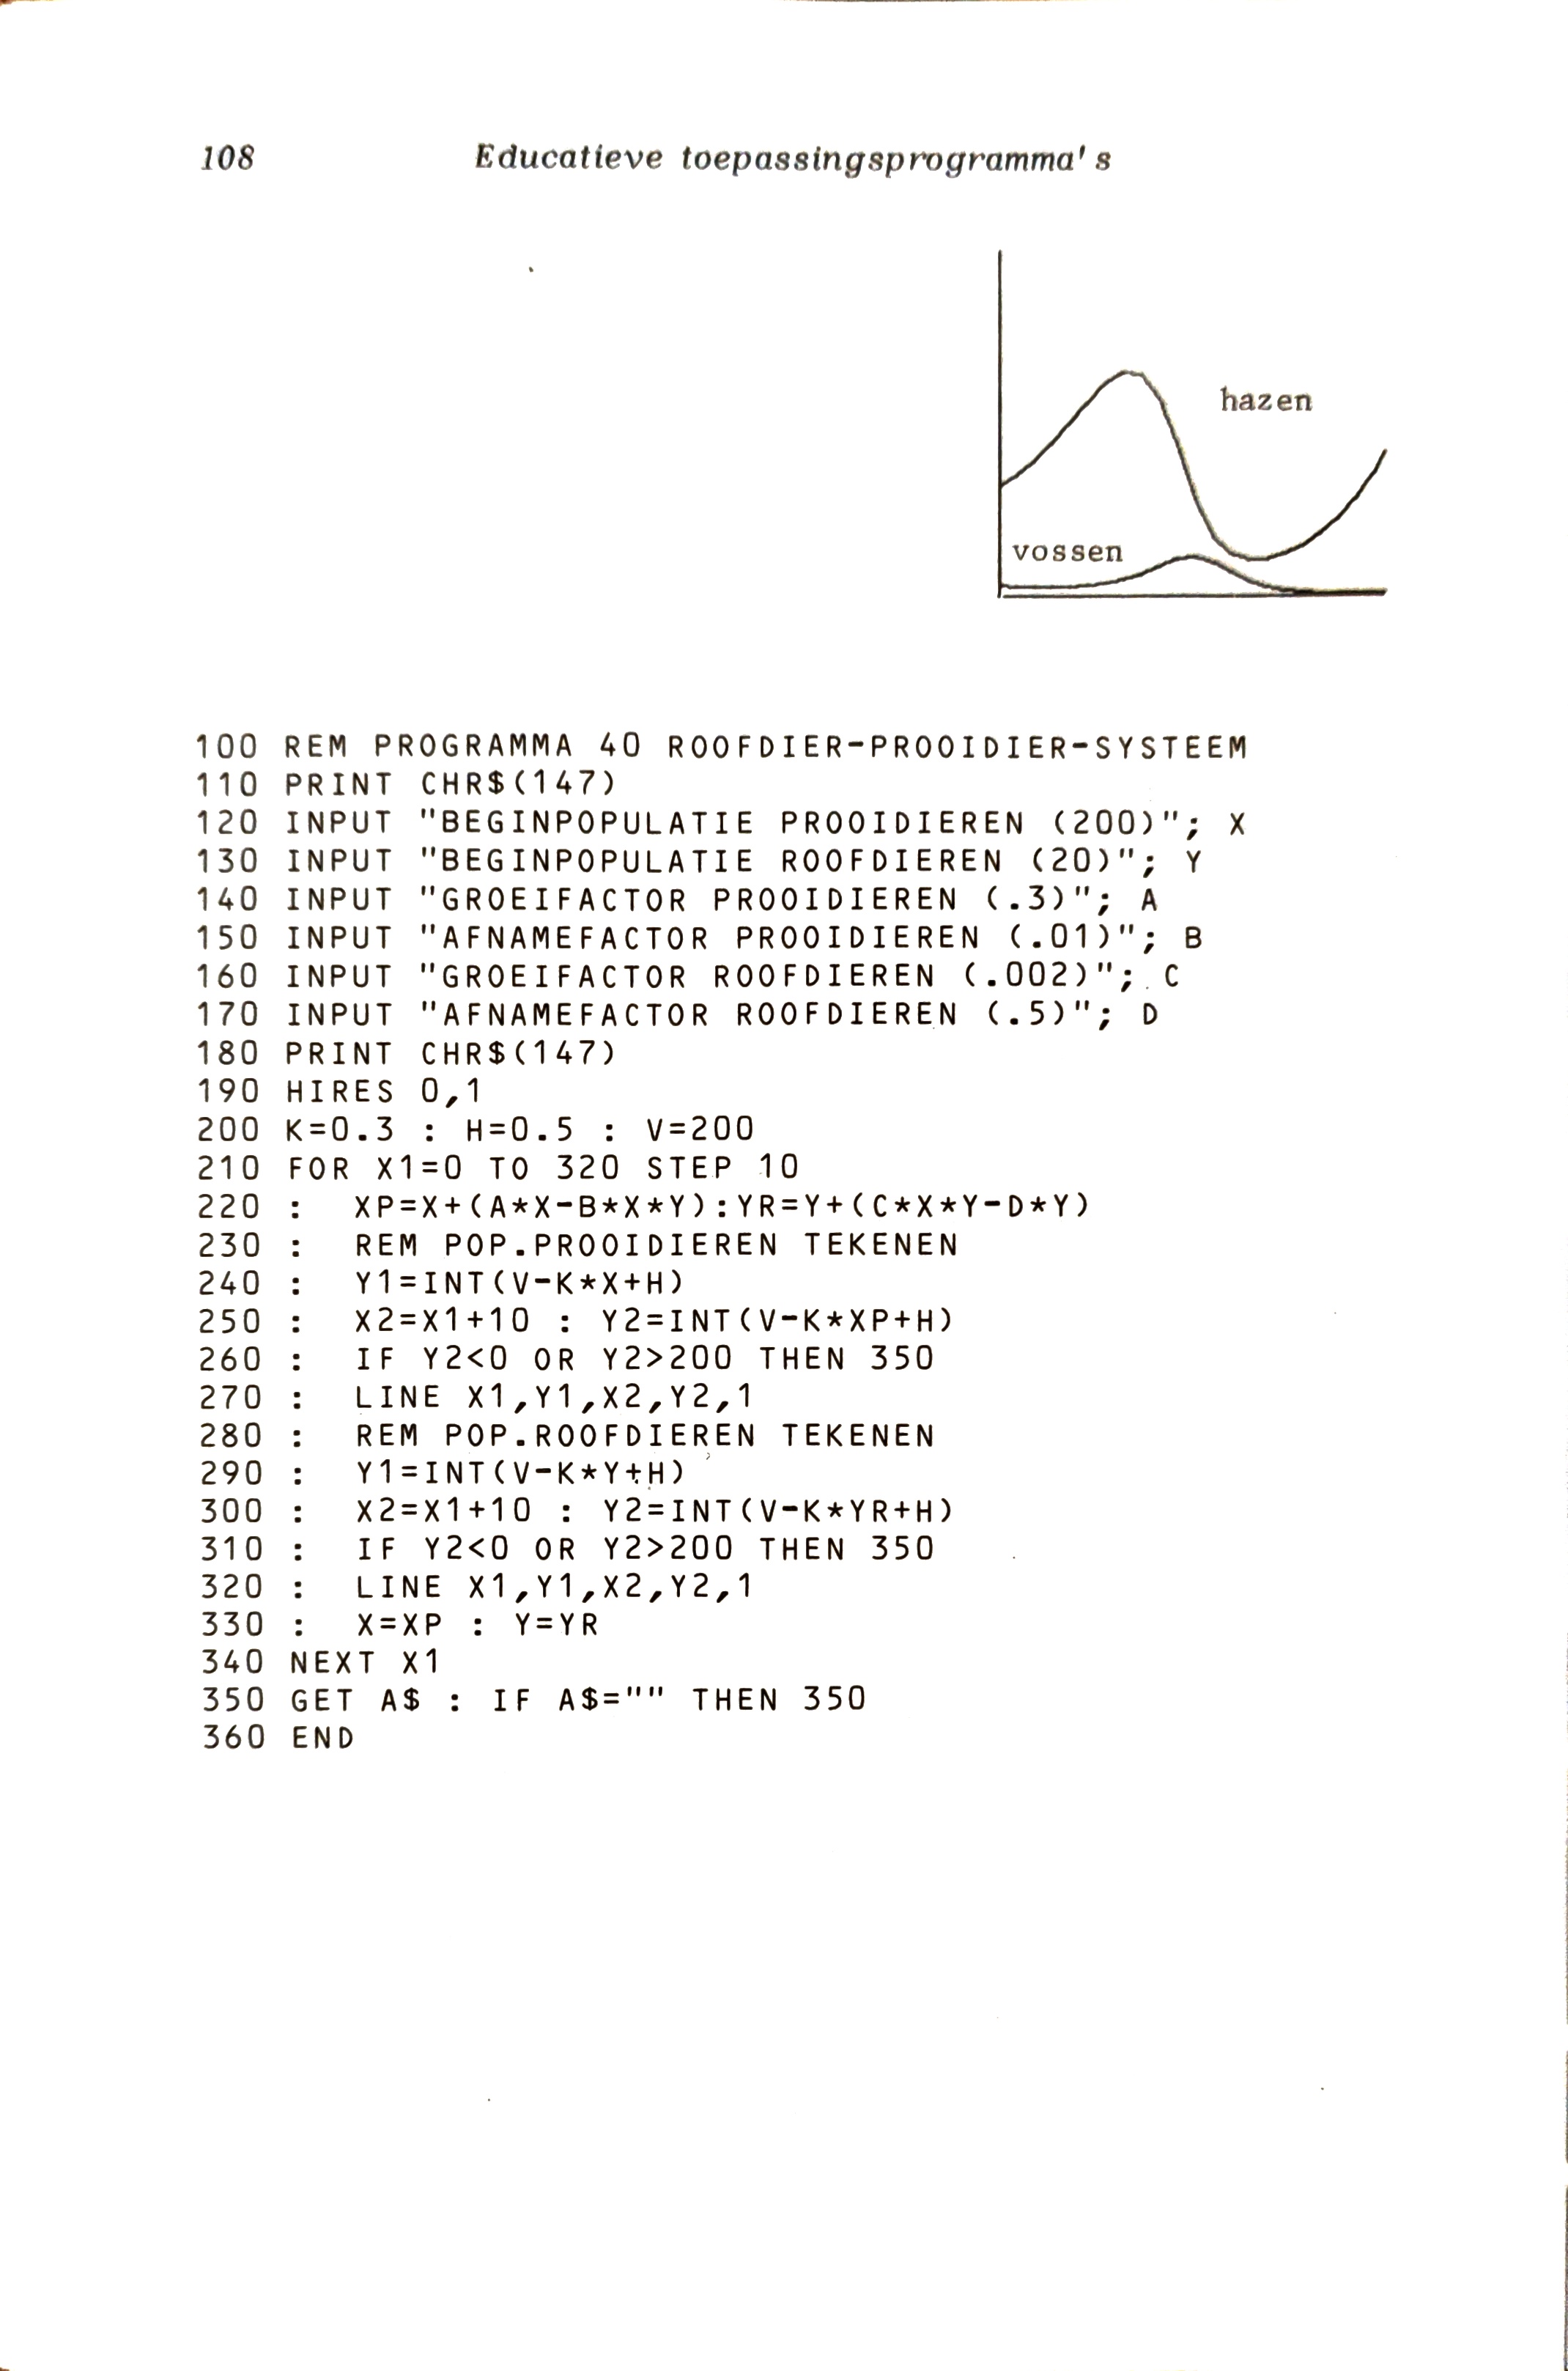 108 Educatieve toepassingsprogramma's
hazen
vossen
100 REM PROGRAMMA 40 ROOFDIER-PROOIDIER-SYSTEEM
110 PRINT CHR$(147)
120 INPUT "BEGINPOPULATIE PROOIDIEREN (200)"; X
130 INPUT "BEGINPOPULATIE ROOFDIEREN (20)"; Y
140 INPUT "GROEIFACTOR PROOIDIEREN (.3)"; A
150 INPUT "AFNAMEFACTOR PROOIDIEREN (.01)"; B
160 INPUT "GROEIFACTOR ROOFDIEREN (.002)"; C
170 INPUT "AFNAMEFACTOR ROOFDIEREN (.5)"; D
180 PRINT CHR$(147)
190 HIRES 0,1
200 K=0.3 : H=0.5 : V=200
210 FOR X1=0 TO 320 STEP 10
220 :  XP=X+(A*X-B*X*Y):YR=Y+(C*X*Y-D*Y)
230 :  REM POP.PROOIDIEREN TEKENEN
240 :  Y1=INT(V-K*X+H)
250 :  X2=X1+10 : Y2=INT(V-K*XP+H)
260 :  IF Y2<0 OR Y2>200 THEN 350
270 :  LINE X1,Y1,X2,Y2,1
280 :  REM POP.ROOFDIEREN TEKENEN
290 :  Y1=INT(V-K*Y+H)
300 :  X2=X1+10 : Y2=INT(V-K*YR+H)
310 :  IF Y2<0 OR Y2>200 THEN 350
320 :  LINE X1,Y1,X2,Y2,1
330 :  X=XP : Y=YR
340 NEXT X1
350 GET A$ : IF A$="" THEN 350
360 END